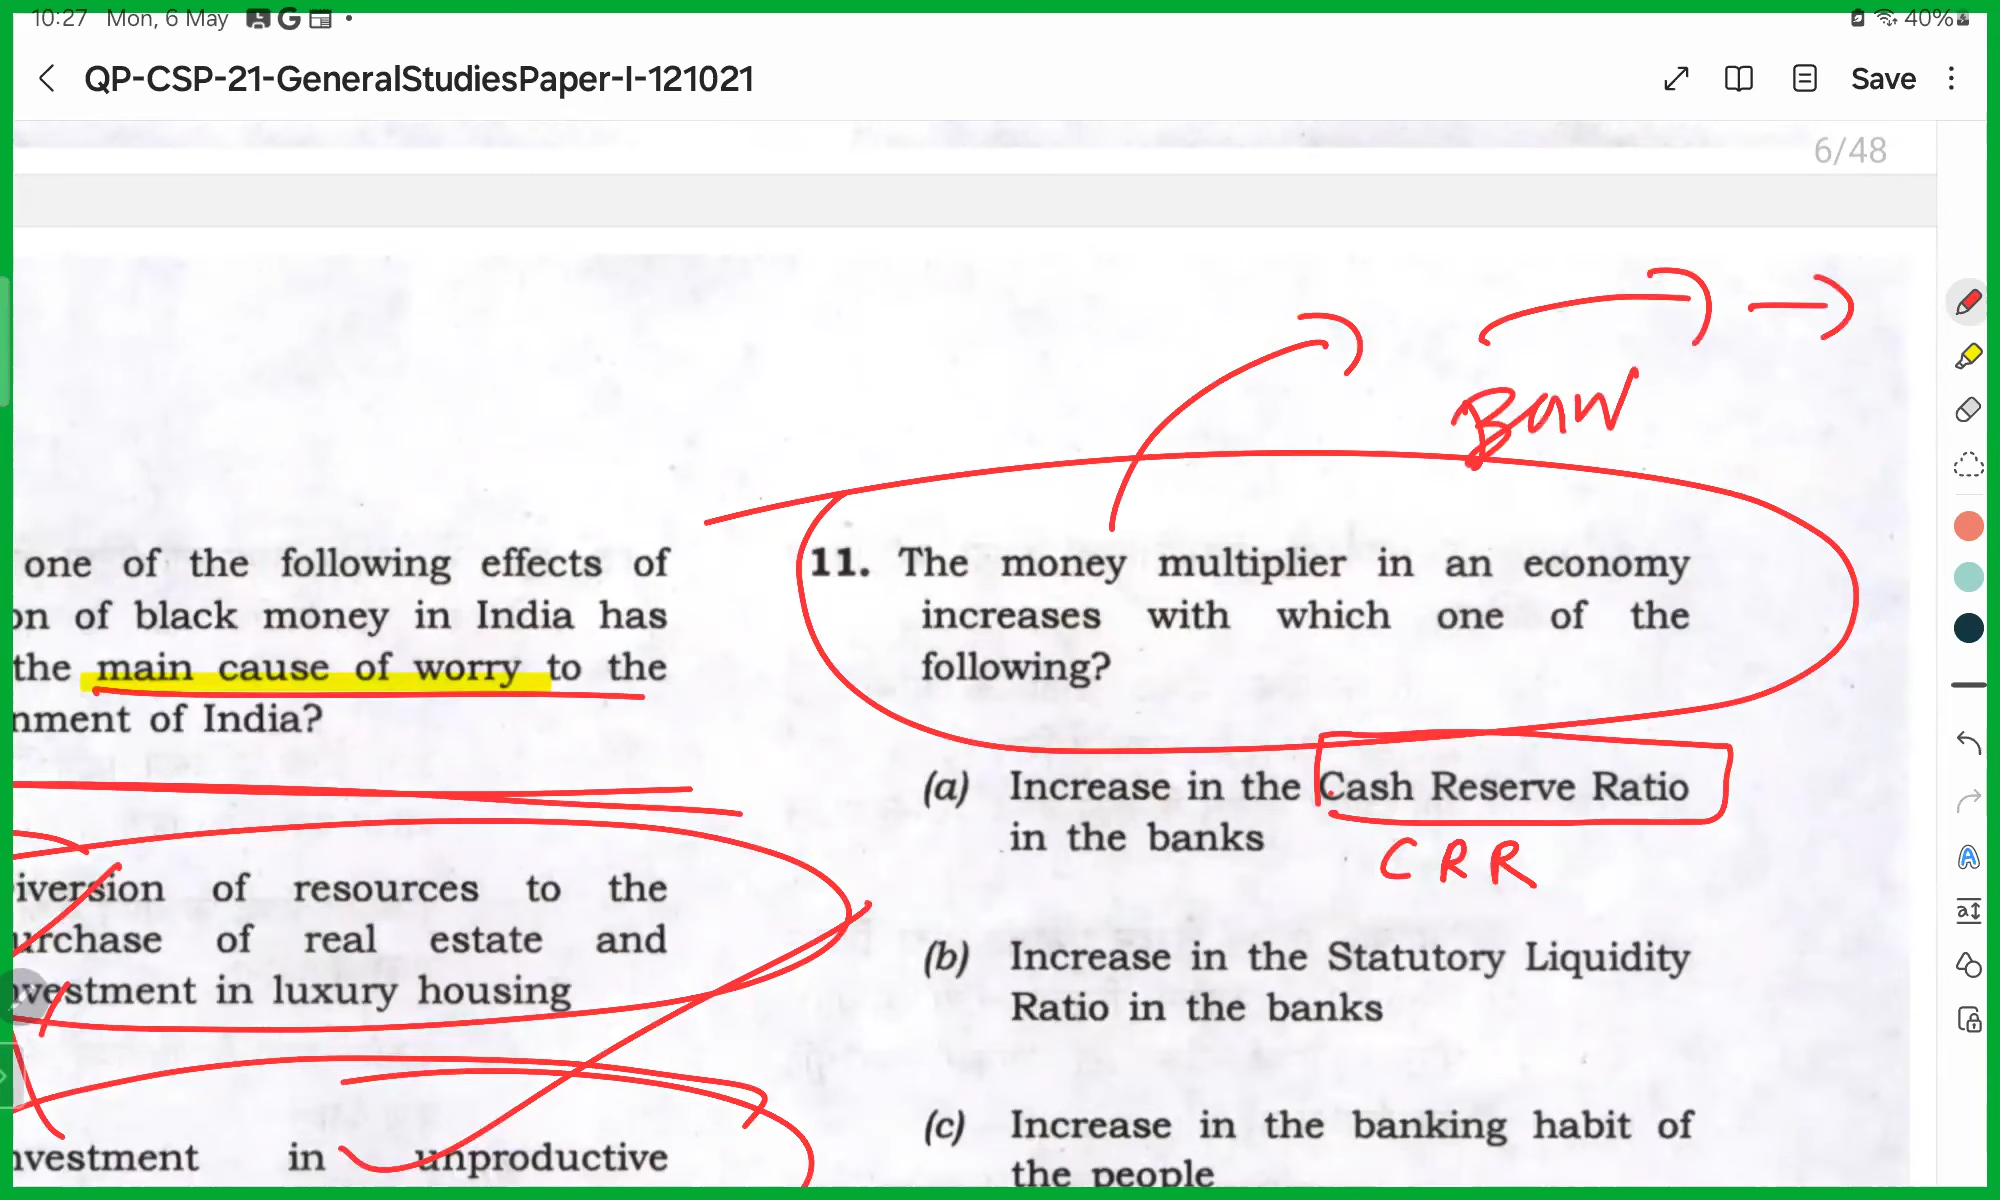 10:27 Mon, 6 May
40%
QP-CSP-21-GeneralStudiesPaper-I-121021
Save
6/48
one of the following effects of
on of black money in India has
the main cause of worry to the
nment of India?
iversion of resources to the
urchase of real estate and
vestment in luxury housing
nvestment in unproductive
11. The money multiplier in an economy
increases with which one of the
following?
(a) Increase in the Cash Reserve Ratio
in the banks
CRR
(b) Increase in the Statutory Liquidity
Ratio in the banks
(c) Increase in the banking habit of
the people